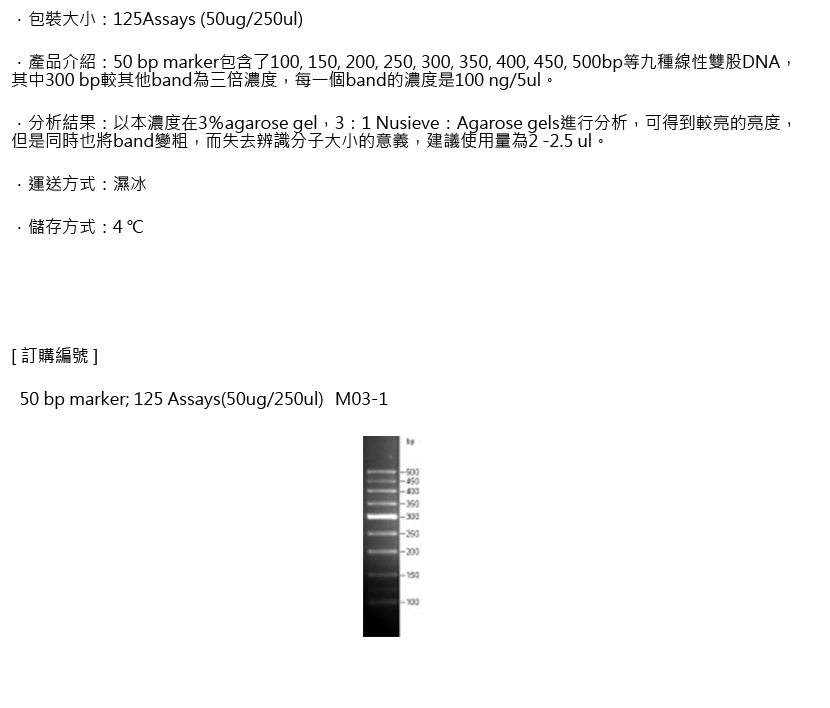 ．包裝大小：125Assays (50ug/250ul)
．產品介紹：50 bp marker包含了100, 150, 200, 250, 300, 350, 400, 450, 500bp等九種線性雙股DNA，
其中300 bp較其他band為三倍濃度，每一個band的濃度是100 ng/5ul。
．分析結果：以本濃度在3%agarose gel，3：1 Nusieve：Agarose gels進行分析，可得到較亮的亮度，
但是同時也將band變粗，而失去辨識分子大小的意義，建議使用量為2 -2.5 ul。
．運送方式：濕冰
．儲存方式：4 ℃
[ 訂購編號 ]
50 bp marker; 125 Assays(50ug/250ul)   M03-1
bp
500
450
400
350
300
250
200
150
100